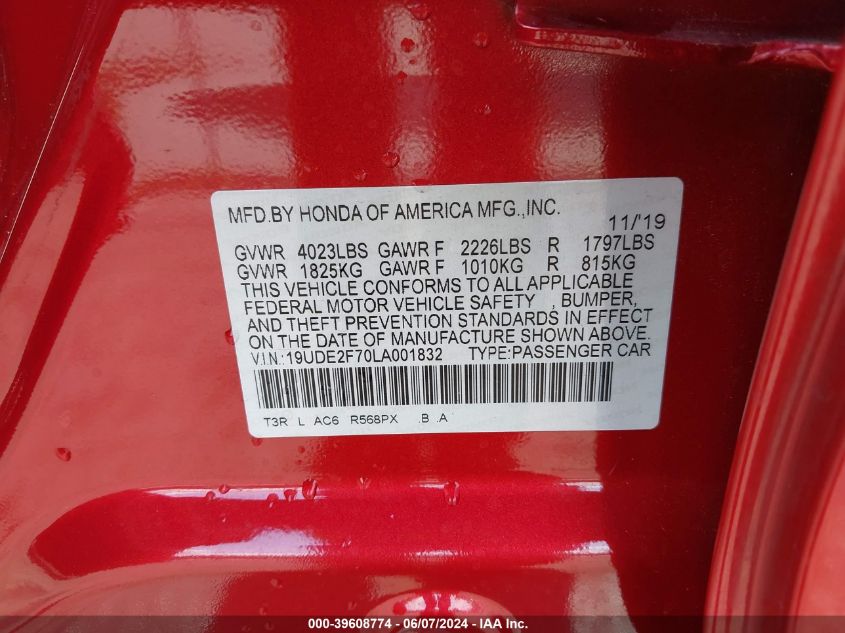 MFD.BY HONDA OF AMERICA MFG.,INC. 11/'19
GVWR 4023LBS GAWR F 2226LBS R 1797LBS
GVWR 1825KG GAWR F 1010KG R 815KG
THIS VEHICLE CONFORMS TO ALL APPLICABLE
FEDERAL MOTOR VEHICLE SAFETY , BUMPER,
AND THEFT PREVENTION STANDARDS IN EFFECT
ON THE DATE OF MANUFACTURE SHOWN ABOVE.
V.I.N:19UDE2F70LA001832 TYPE:PASSENGER CAR
T3R L AC6 R568PX .B .A
000-39608774 / 06/07/2024 - IAA Inc.